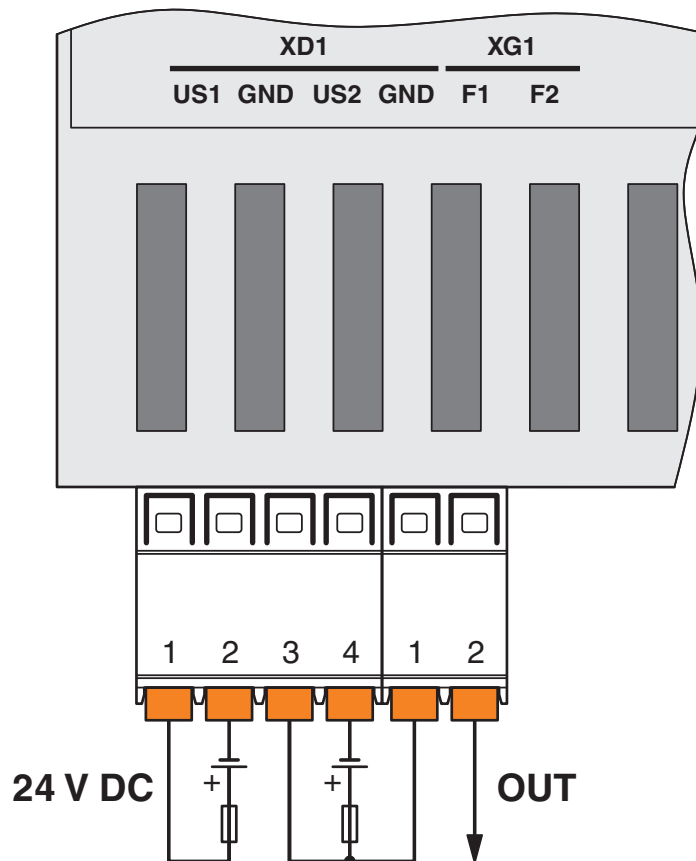 XD1 XG1
US1 GND US2 GND F1 F2
1 2 3 4 1 2
24 V DC + + OUT